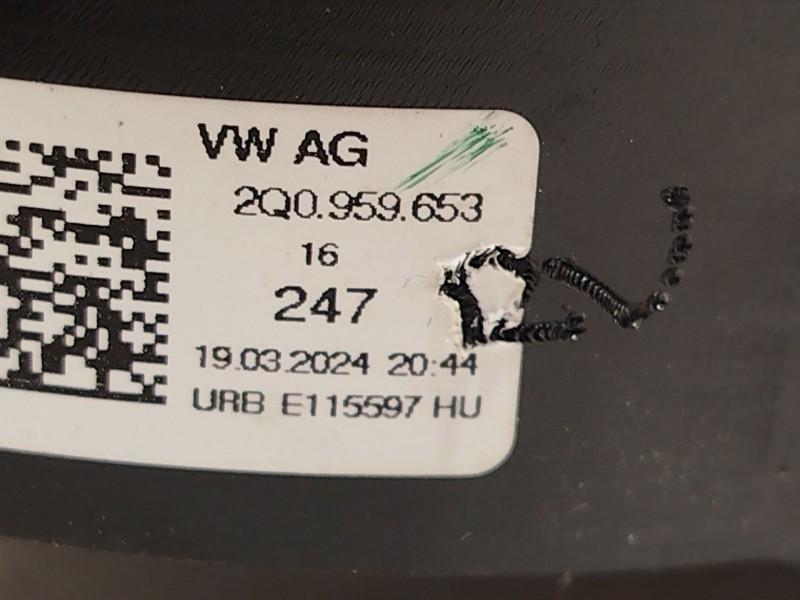 VW AG
2Q0.959.653
16
247
19.03.2024 20:44
URB E115597 HU